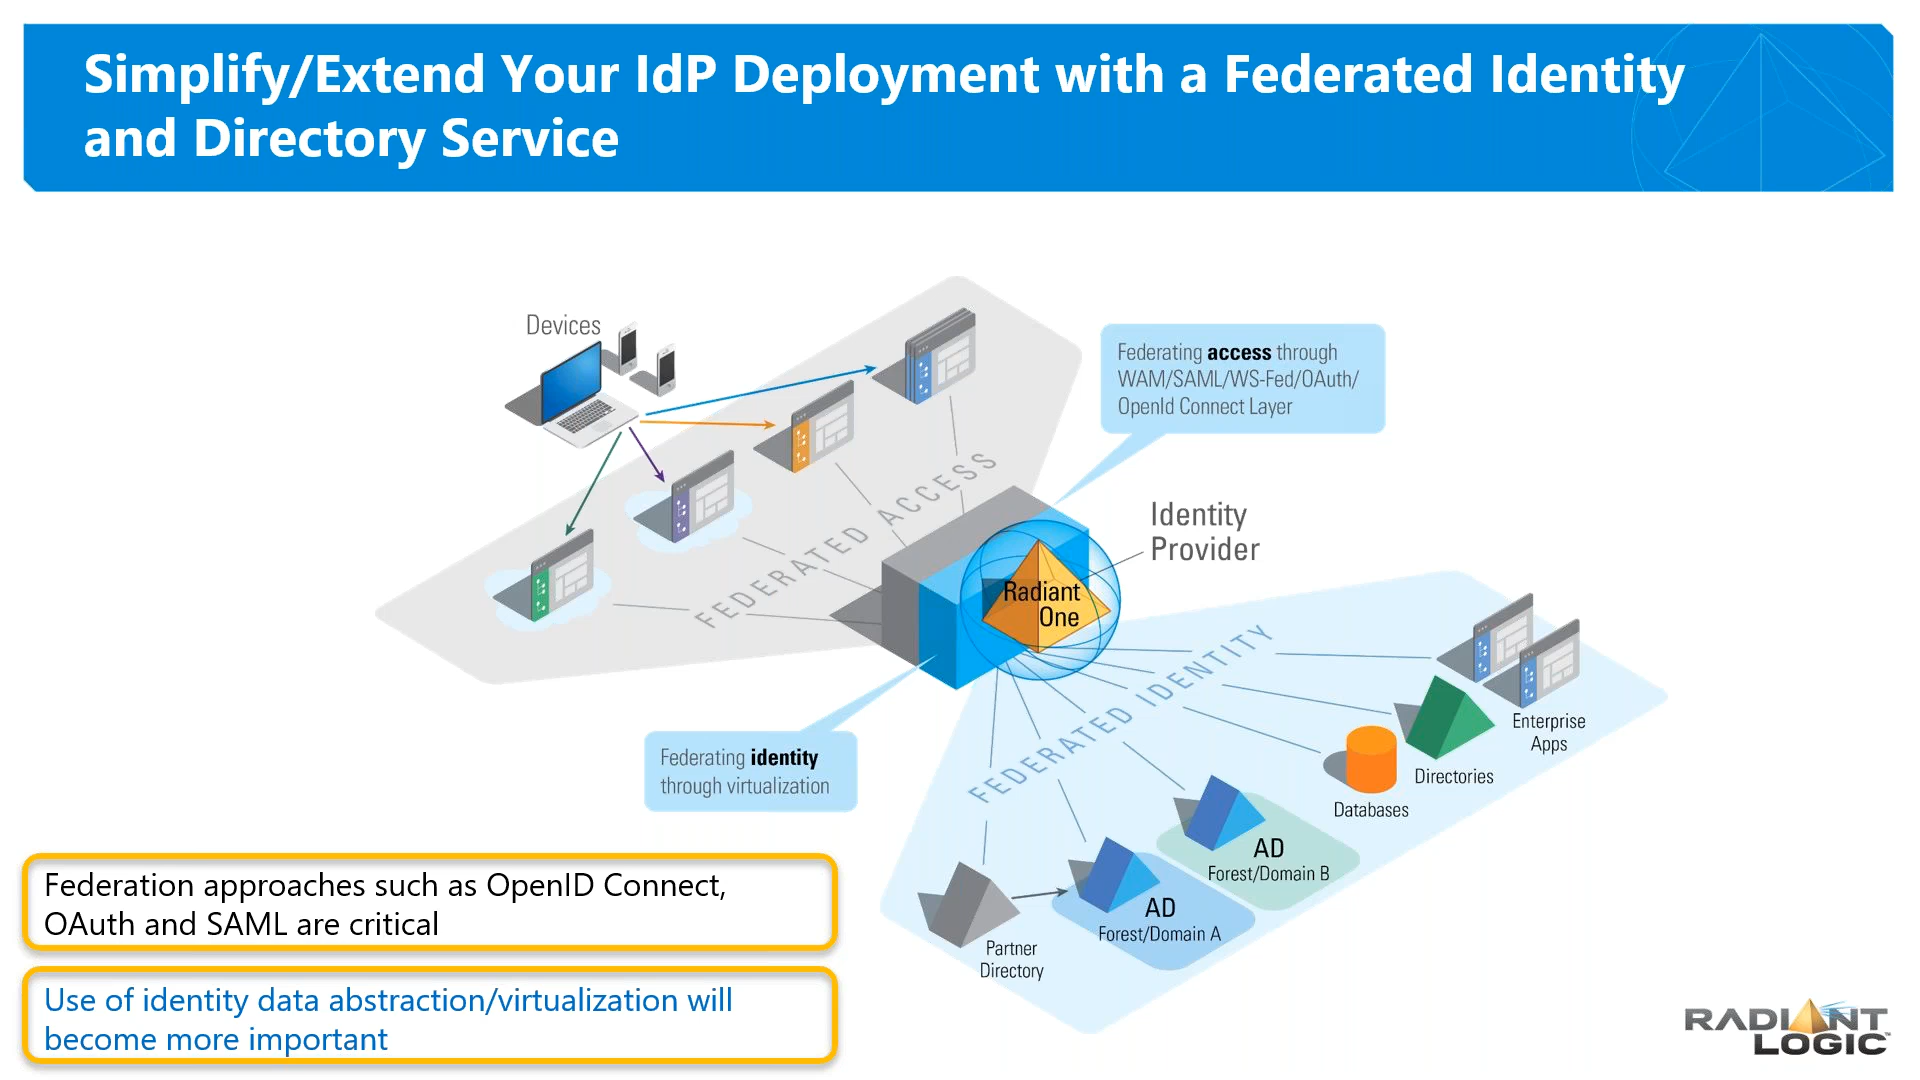 Simplify/Extend Your IdP Deployment with a Federated Identity
and Directory Service
Devices
Federating access through
WAM/SAML/WS-Fed/OAuth/
OpenId Connect Layer
FEDERATED ACCESS
Identity
Provider
Radiant
One
FEDERATED IDENTITY
Federating identity
through virtualization
Enterprise
Apps
Directories
Databases
AD
Forest/Domain B
AD
Forest/Domain A
Partner
Directory
Federation approaches such as OpenID Connect,
OAuth and SAML are critical
Use of identity data abstraction/virtualization will
become more important
RADIANT
LOGIC™